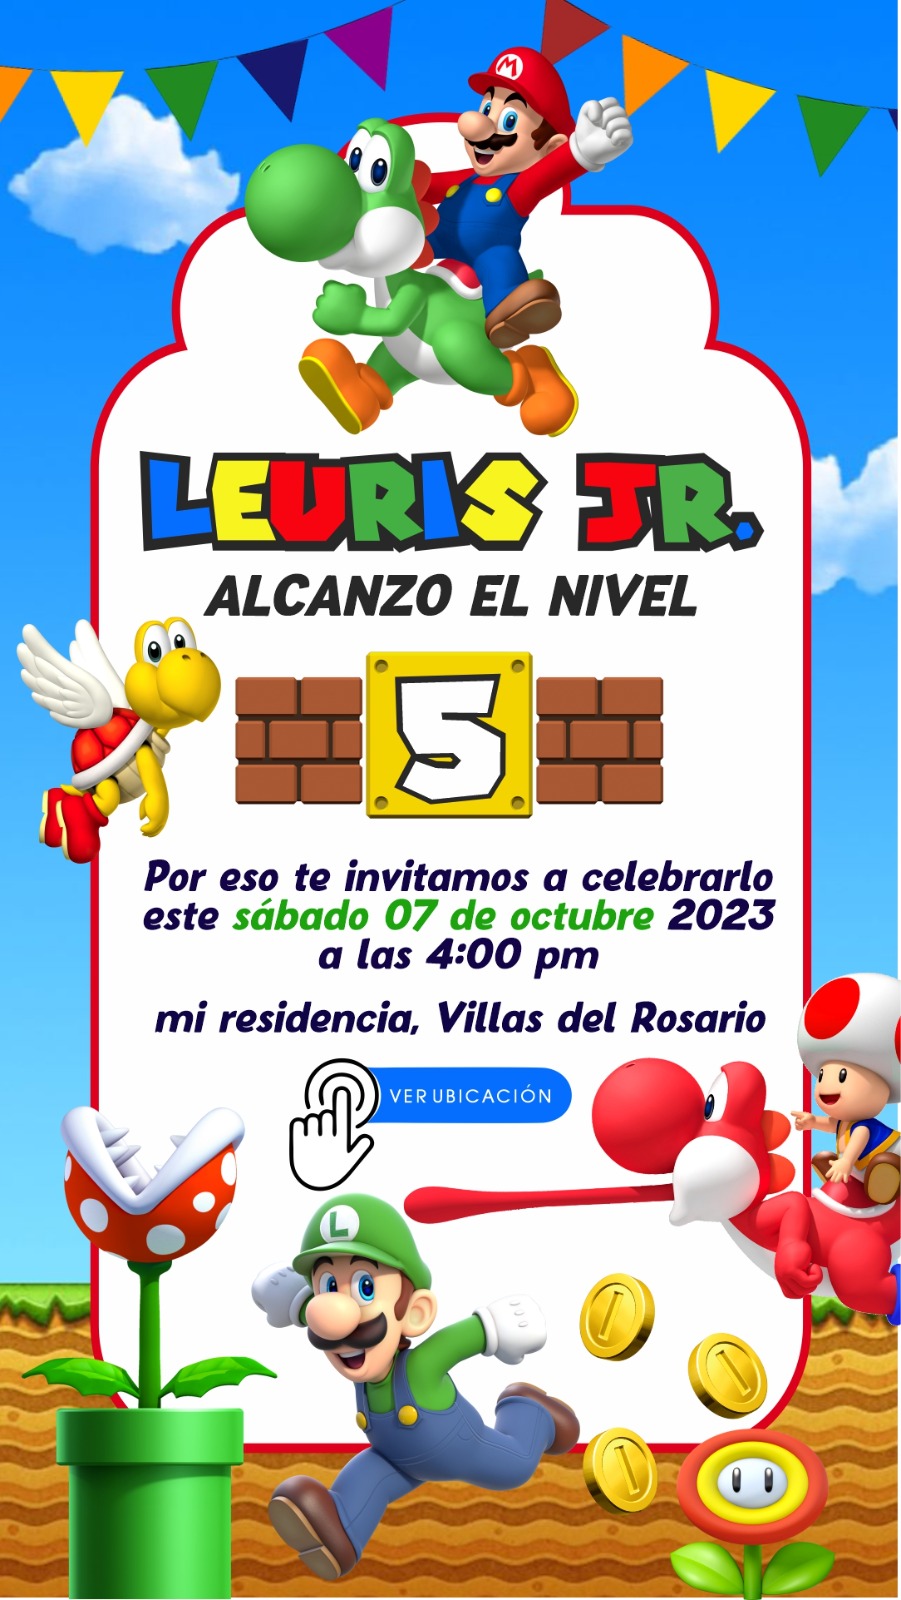 M
LEURIS JR.
ALCANZO EL NIVEL
5
Por eso te invitamos a celebrarlo
este sábado 07 de octubre 2023
a las 4:00 pm
mi residencia, Villas del Rosario
VER UBICACIÓN
L